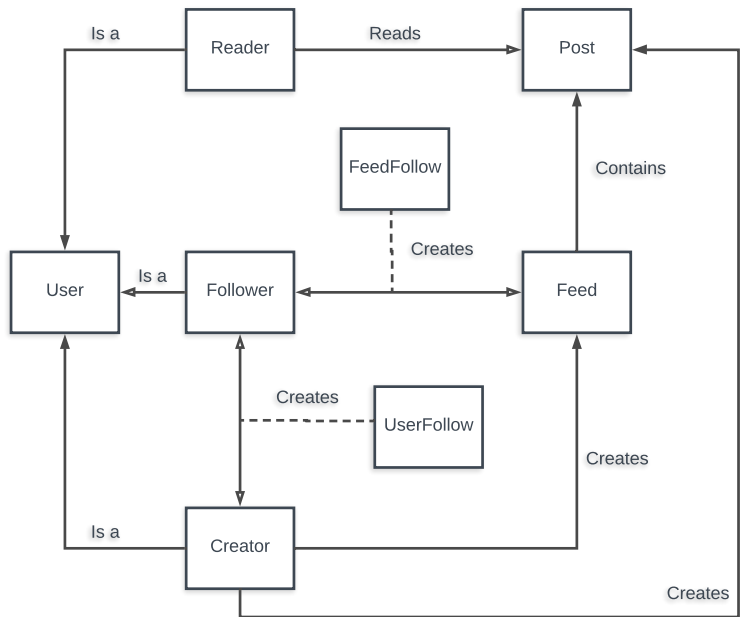 Is a
Reader
Reads
Post
FeedFollow
Contains
Creates
User
Is a
Follower
Feed
Creates
UserFollow
Creates
Is a
Creator
Creates